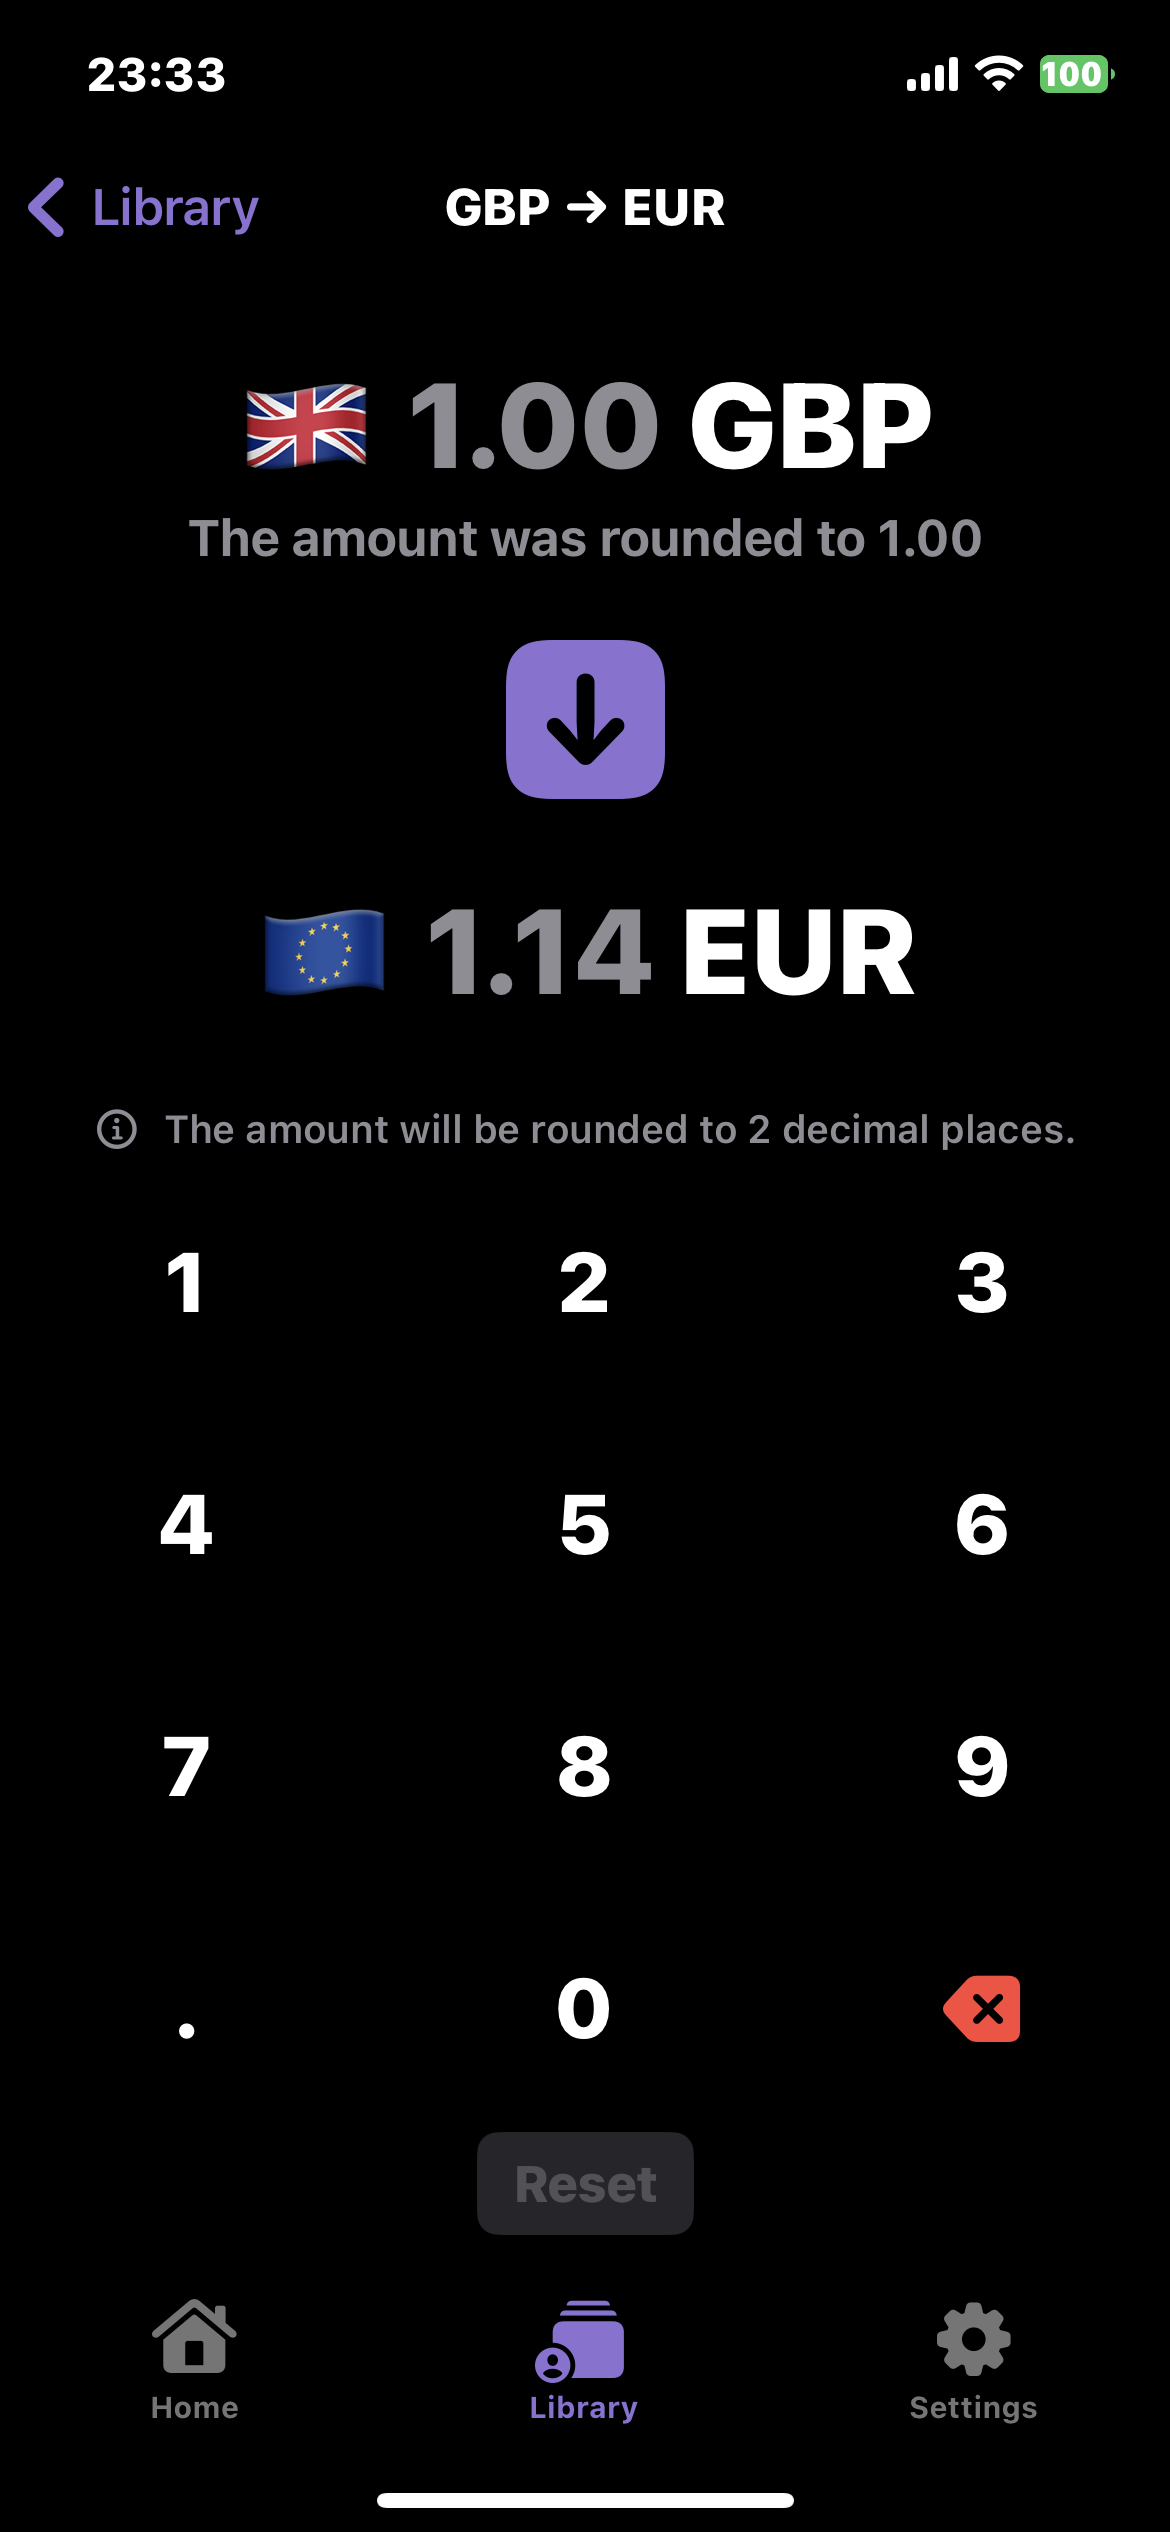 23:33
100
Library
GBP → EUR
1.00 GBP
The amount was rounded to 1.00
1.14 EUR
The amount will be rounded to 2 decimal places.
1 2 3
4 5 6
7 8 9
. 0
Reset
Home Library Settings